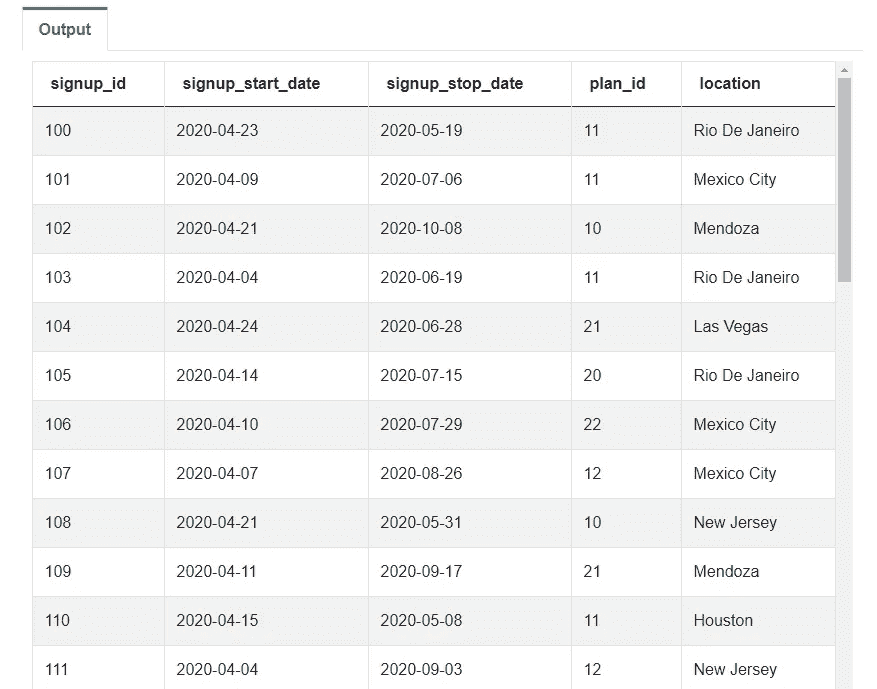 Output
signup_id signup_start_date signup_stop_date plan_id location
100 2020-04-23 2020-05-19 11 Rio De Janeiro
101 2020-04-09 2020-07-06 11 Mexico City
102 2020-04-21 2020-10-08 10 Mendoza
103 2020-04-04 2020-06-19 11 Rio De Janeiro
104 2020-04-24 2020-06-28 21 Las Vegas
105 2020-04-14 2020-07-15 20 Rio De Janeiro
106 2020-04-10 2020-07-29 22 Mexico City
107 2020-04-07 2020-08-26 12 Mexico City
108 2020-04-21 2020-05-31 10 New Jersey
109 2020-04-11 2020-09-17 21 Mendoza
110 2020-04-15 2020-05-08 11 Houston
111 2020-04-04 2020-09-03 12 New Jersey